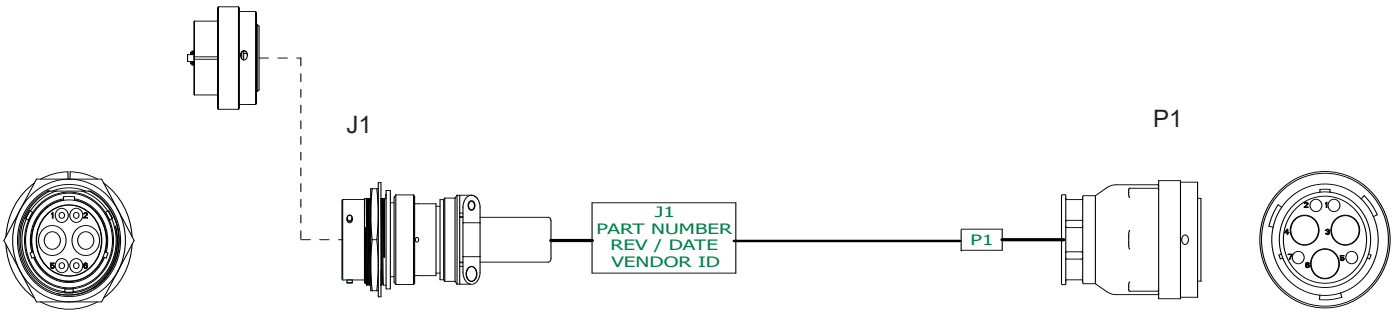 J1
P1
1 2
5 6
J1
PART NUMBER
REV / DATE
VENDOR ID
P1
2 1
4 3
7 6 5